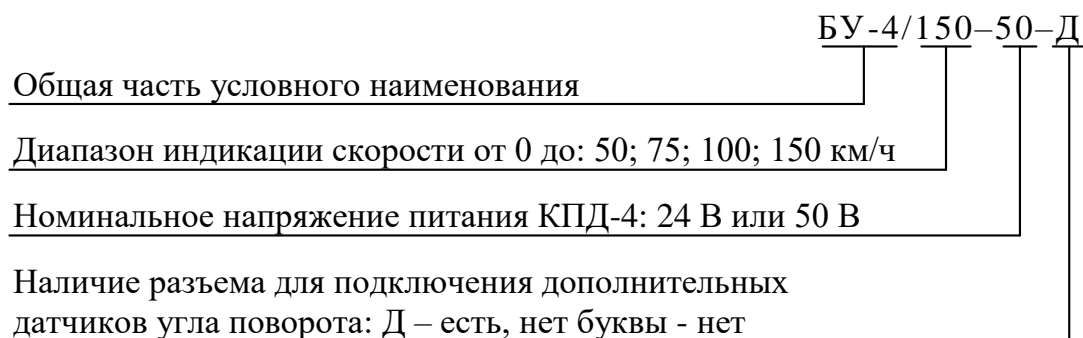 БУ-4/150–50–Д
Общая часть условного наименования
Диапазон индикации скорости от 0 до: 50; 75; 100; 150 км/ч
Номинальное напряжение питания КПД-4: 24 В или 50 В
Наличие разъема для подключения дополнительных
датчиков угла поворота: Д – есть, нет буквы - нет